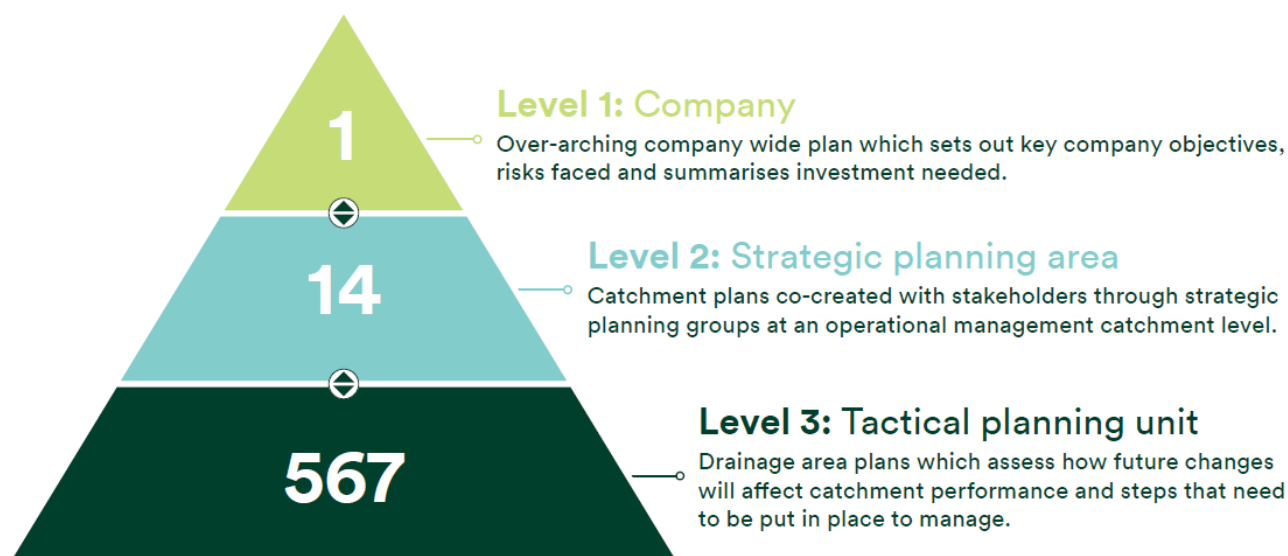 1
Level 1: Company
Over-arching company wide plan which sets out key company objectives,
risks faced and summarises investment needed.
14
Level 2: Strategic planning area
Catchment plans co-created with stakeholders through strategic
planning groups at an operational management catchment level.
567
Level 3: Tactical planning unit
Drainage area plans which assess how future changes
will affect catchment performance and steps that need
to be put in place to manage.